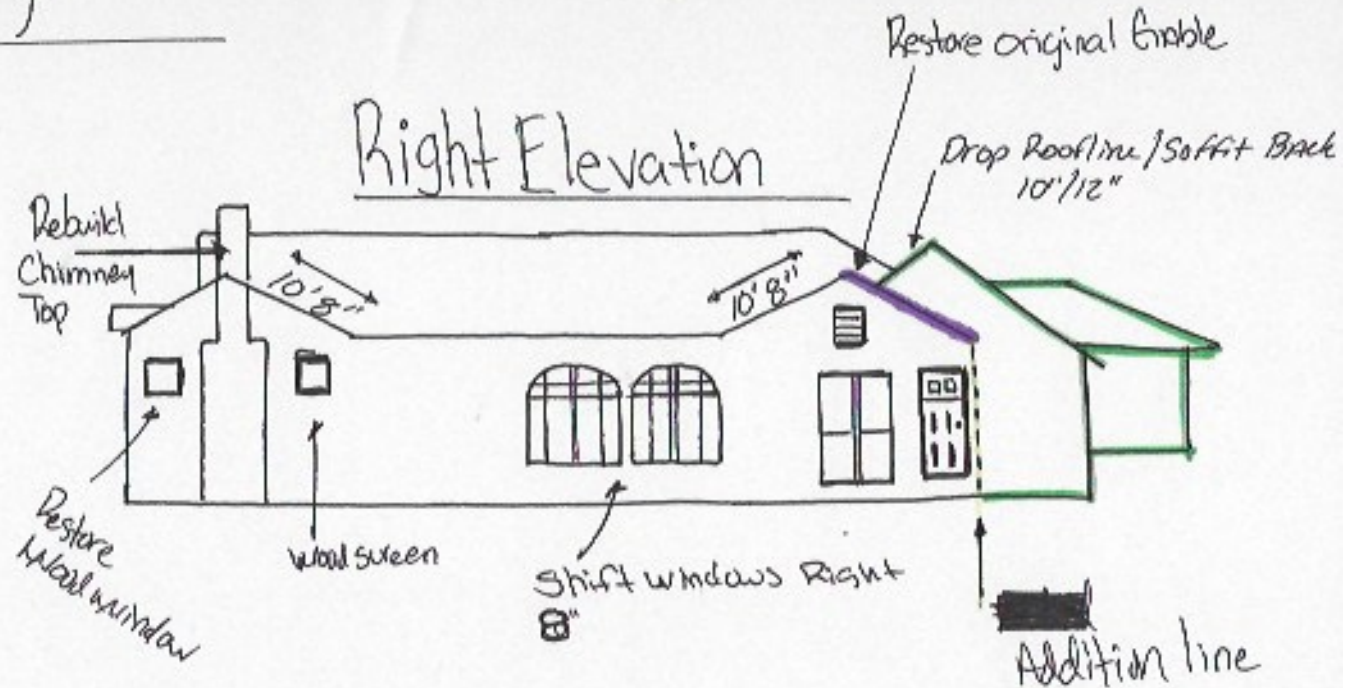 Restore original Gable
Right Elevation
Drop Roofline/Soffit Back
10"/12"
Rebuild
Chimney
Top
10'8"
10'8"
Restore
Wood window
wood screen
Shift windows Right
8"
Addition line